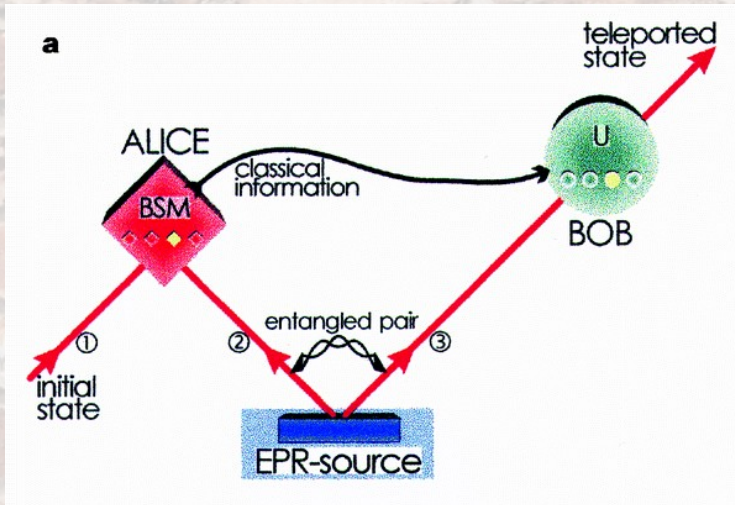 a
teleported
state
ALICE
U
classical
information
BSM
BOB
entangled pair
①
②
③
initial
state
EPR-source